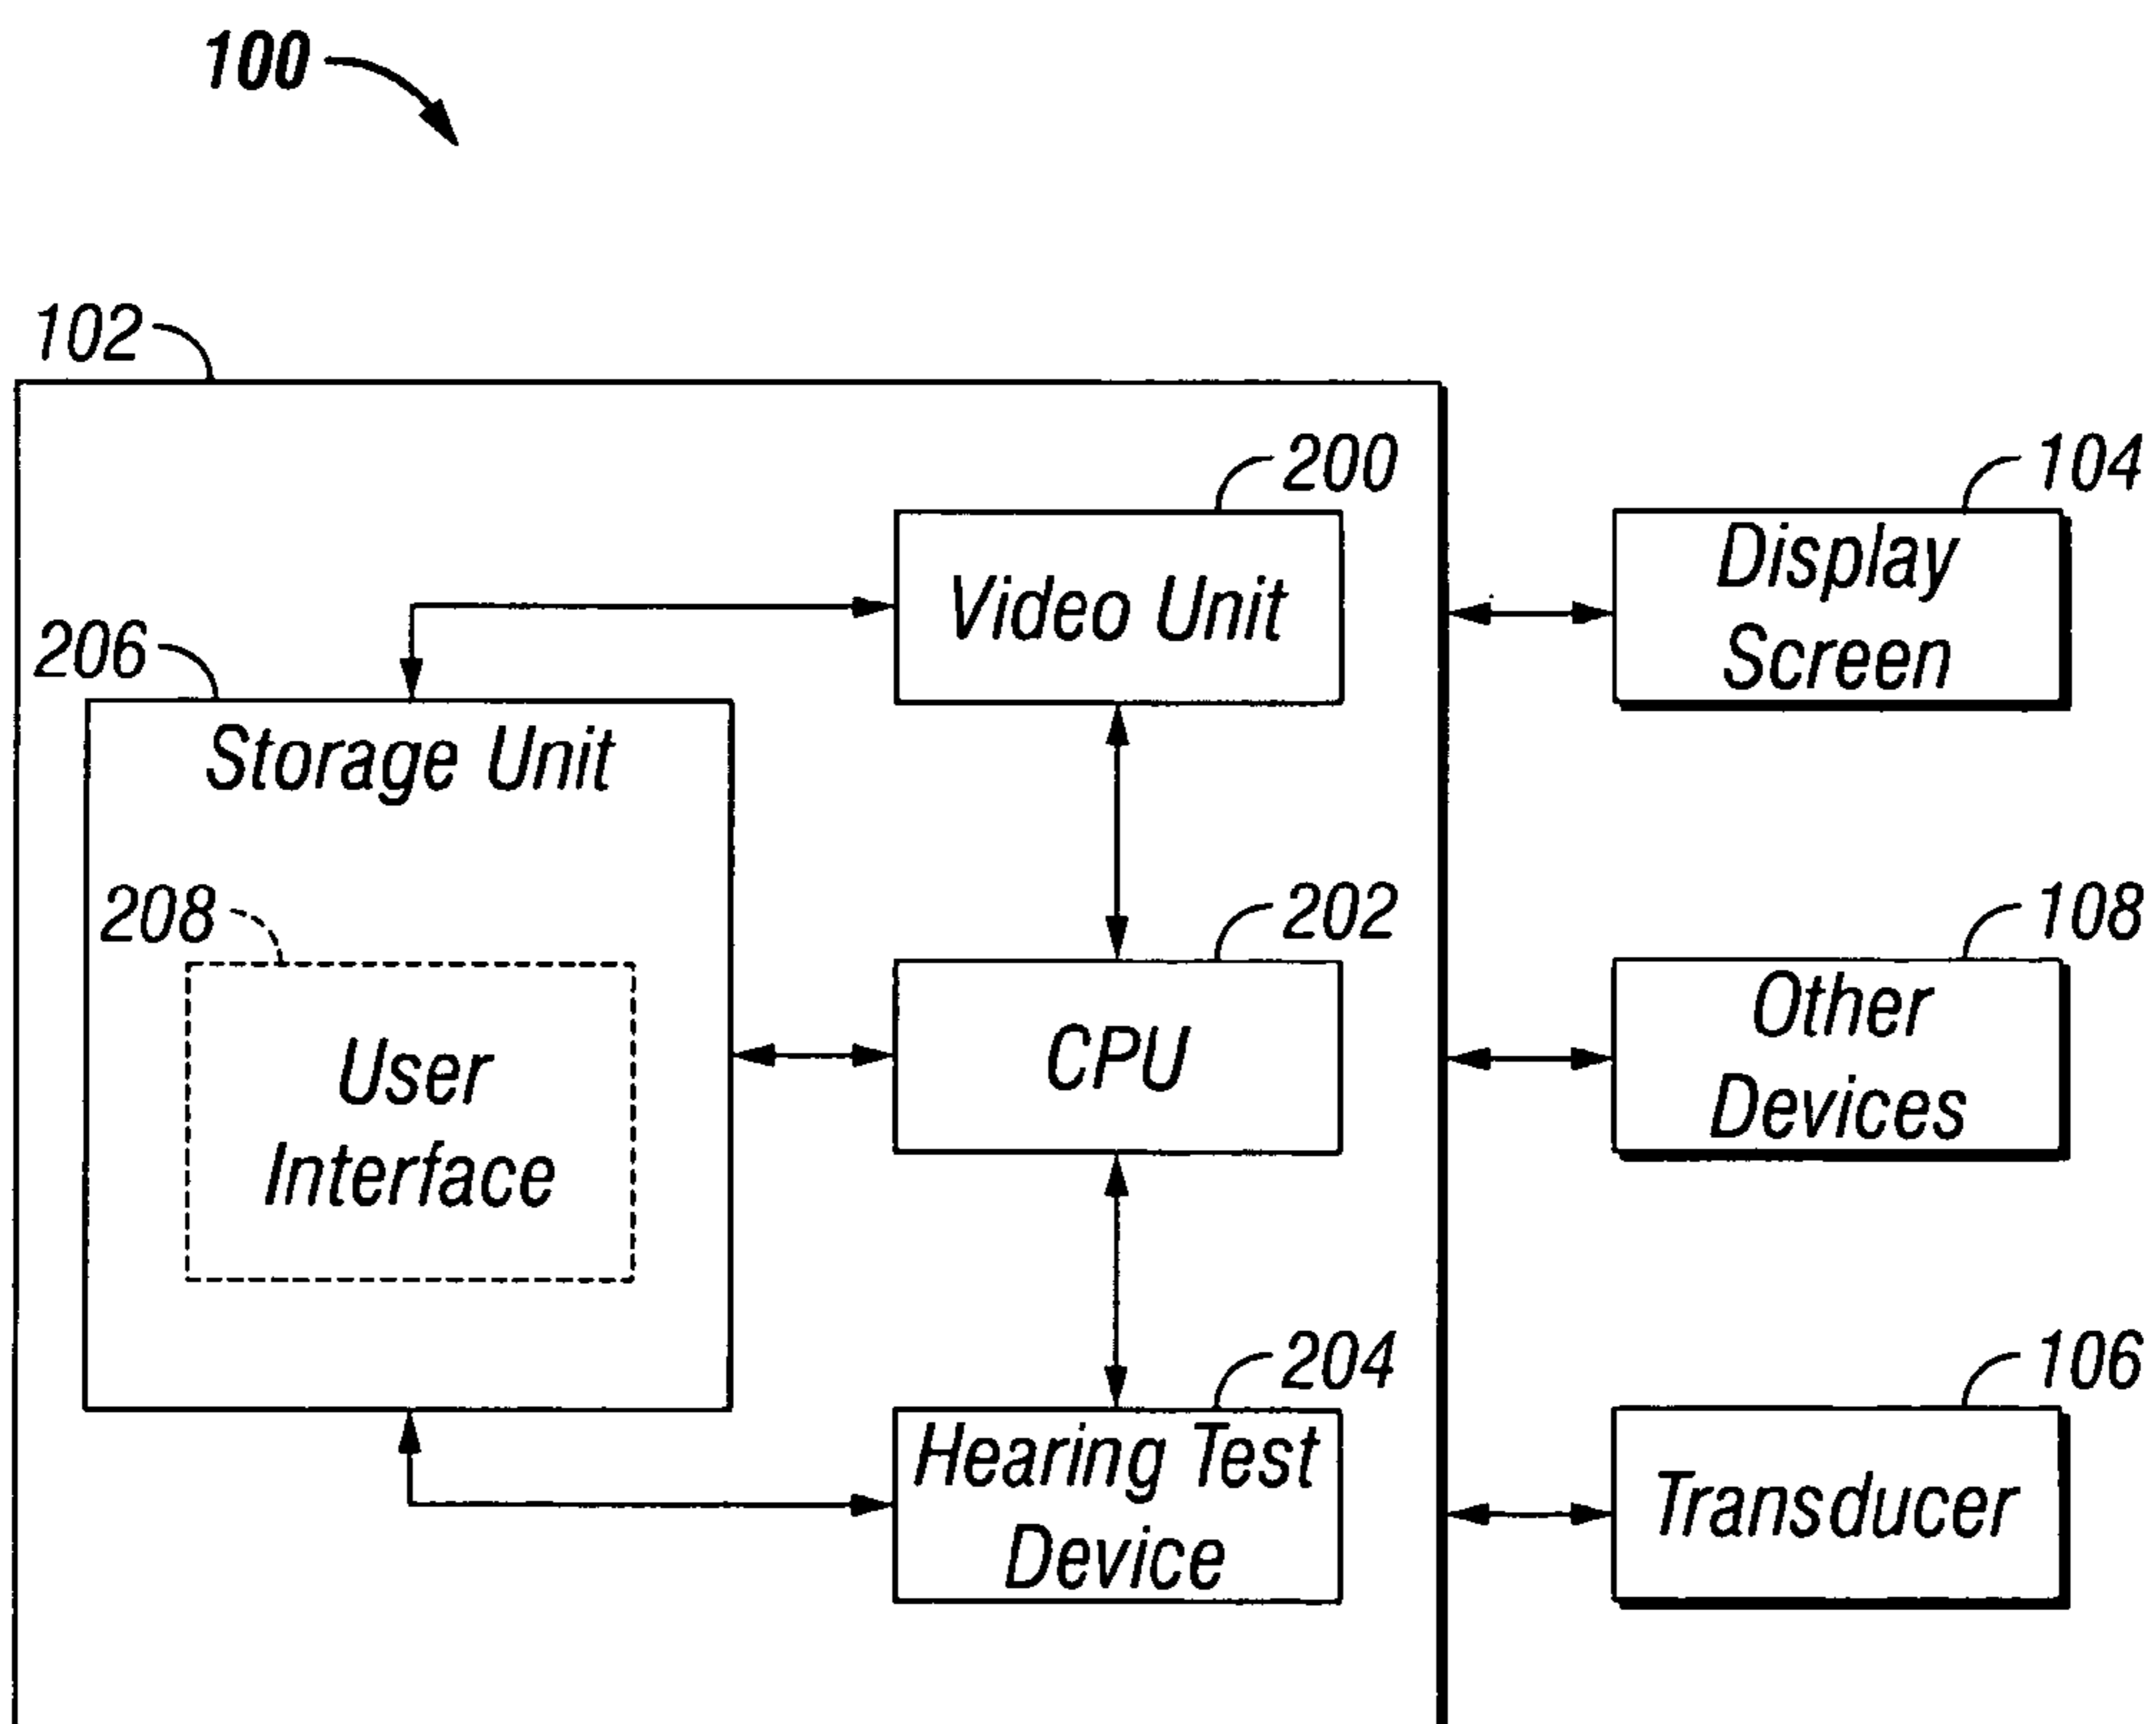 100
102
200
104
Video Unit
Display
Screen
206
Storage Unit
208
202
108
User
Interface
CPU
Other
Devices
204
106
Hearing Test
Device
Transducer